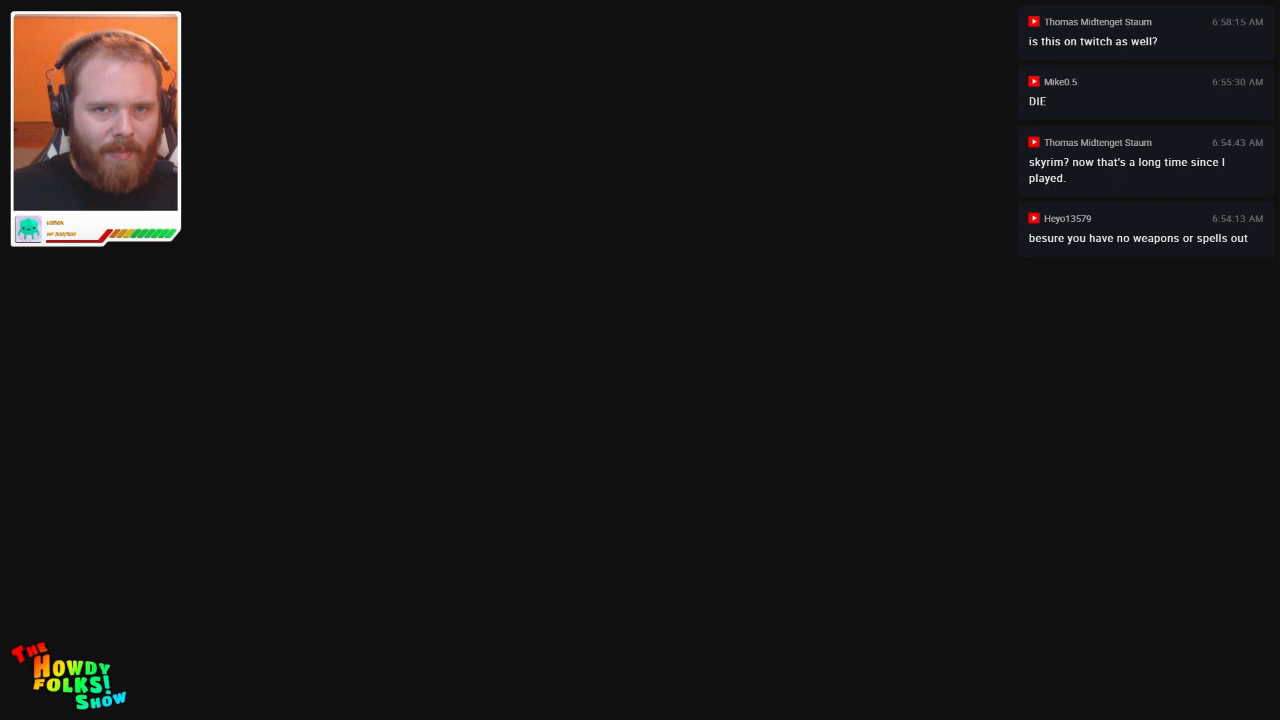 Thomas Midtenget Staum 6:58:15 AM
is this on twitch as well?
Mike0.5 6:55:30 AM
DIE
Thomas Midtenget Staum 6:54:43 AM
skyrim? now that's a long time since I
played.
Heyo13579 6:54:13 AM
besure you have no weapons or spells out
THE
HOWDY
FOLKS!
SHOW